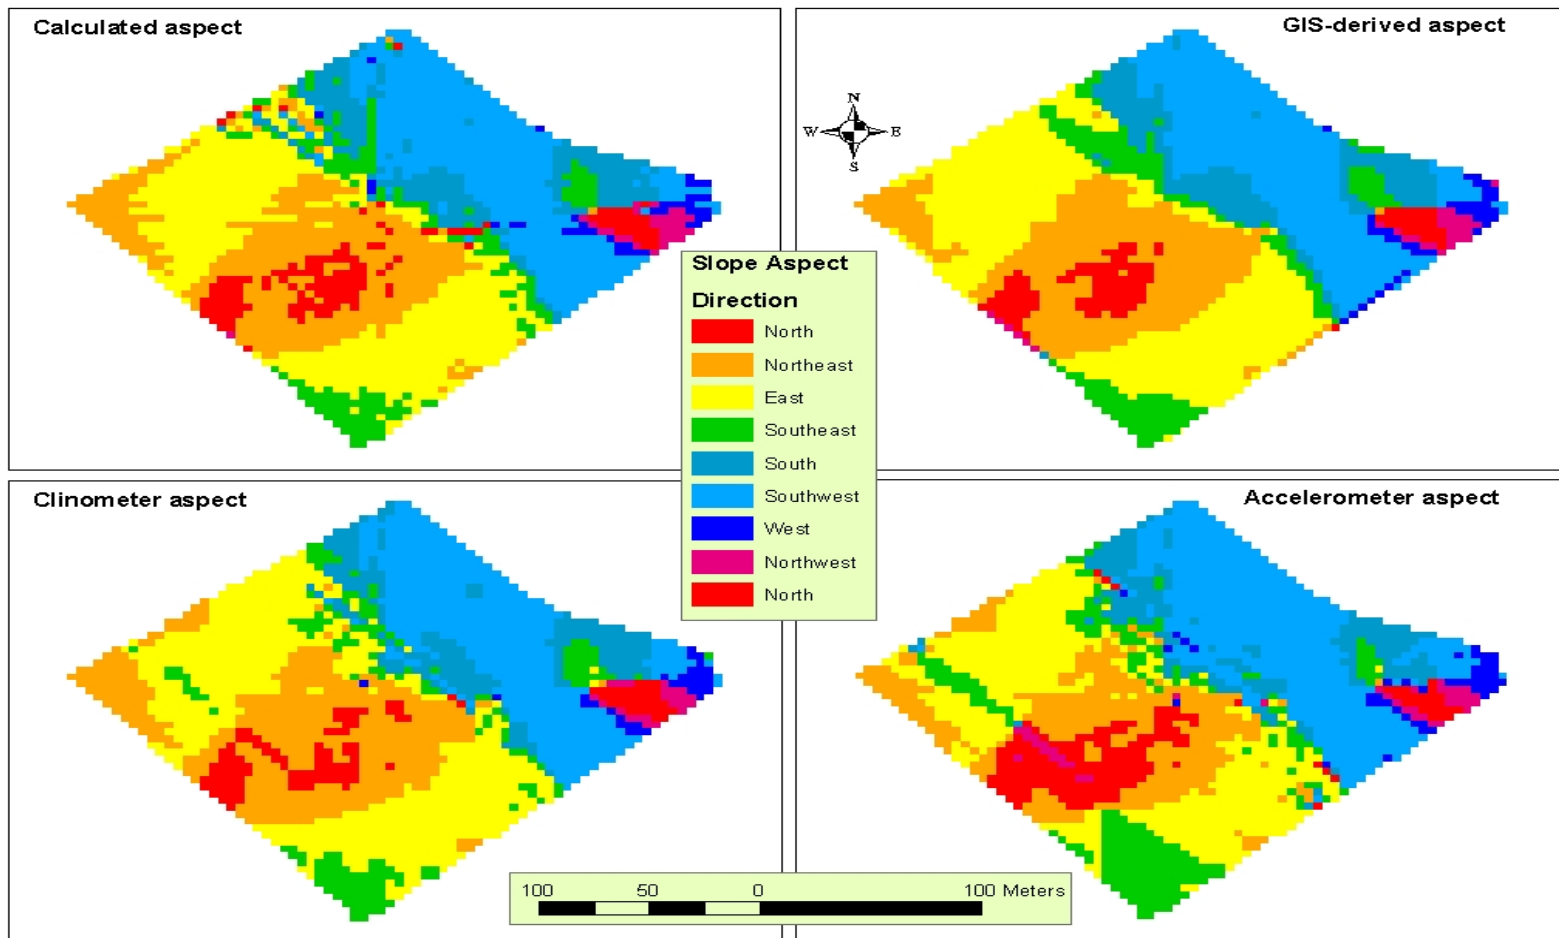 Calculated aspect
GIS-derived aspect
N
W E
S
Slope Aspect
Direction
North
Northeast
East
Southeast
South
Southwest
West
Northwest
North
Clinometer aspect
Accelerometer aspect
100 50 0 100 Meters